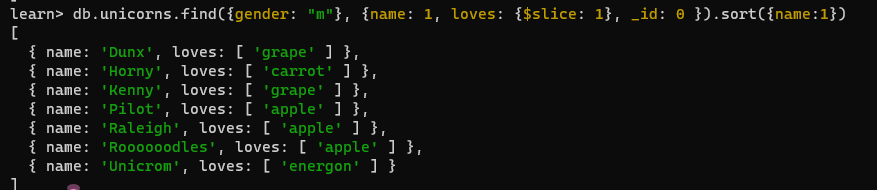 learn> db.unicorns.find({gender: "m"}, {name: 1, loves: {$slice: 1}, _id: 0 }).sort({name:1})
[
  { name: 'Dunx', loves: [ 'grape' ] },
  { name: 'Horny', loves: [ 'carrot' ] },
  { name: 'Kenny', loves: [ 'grape' ] },
  { name: 'Pilot', loves: [ 'apple' ] },
  { name: 'Raleigh', loves: [ 'apple' ] },
  { name: 'Roooooodles', loves: [ 'apple' ] },
  { name: 'Unicrom', loves: [ 'energon' ] }
]